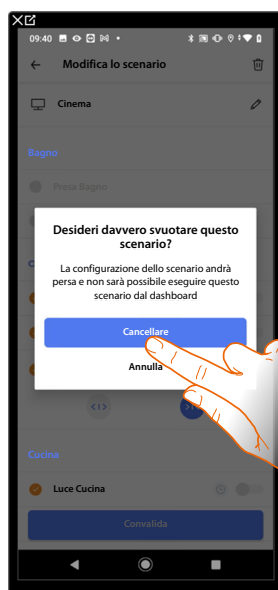 09:40
Modifica lo scenario
Cinema
Bagno
Presa Bagno
Desideri davvero svuotare questo
scenario?
La configurazione dello scenario andrà
persa e non sarà possibile eseguire questo
scenario dal dashboard
Cancellare
Annulla
Cucina
Luce Cucina
Convalida